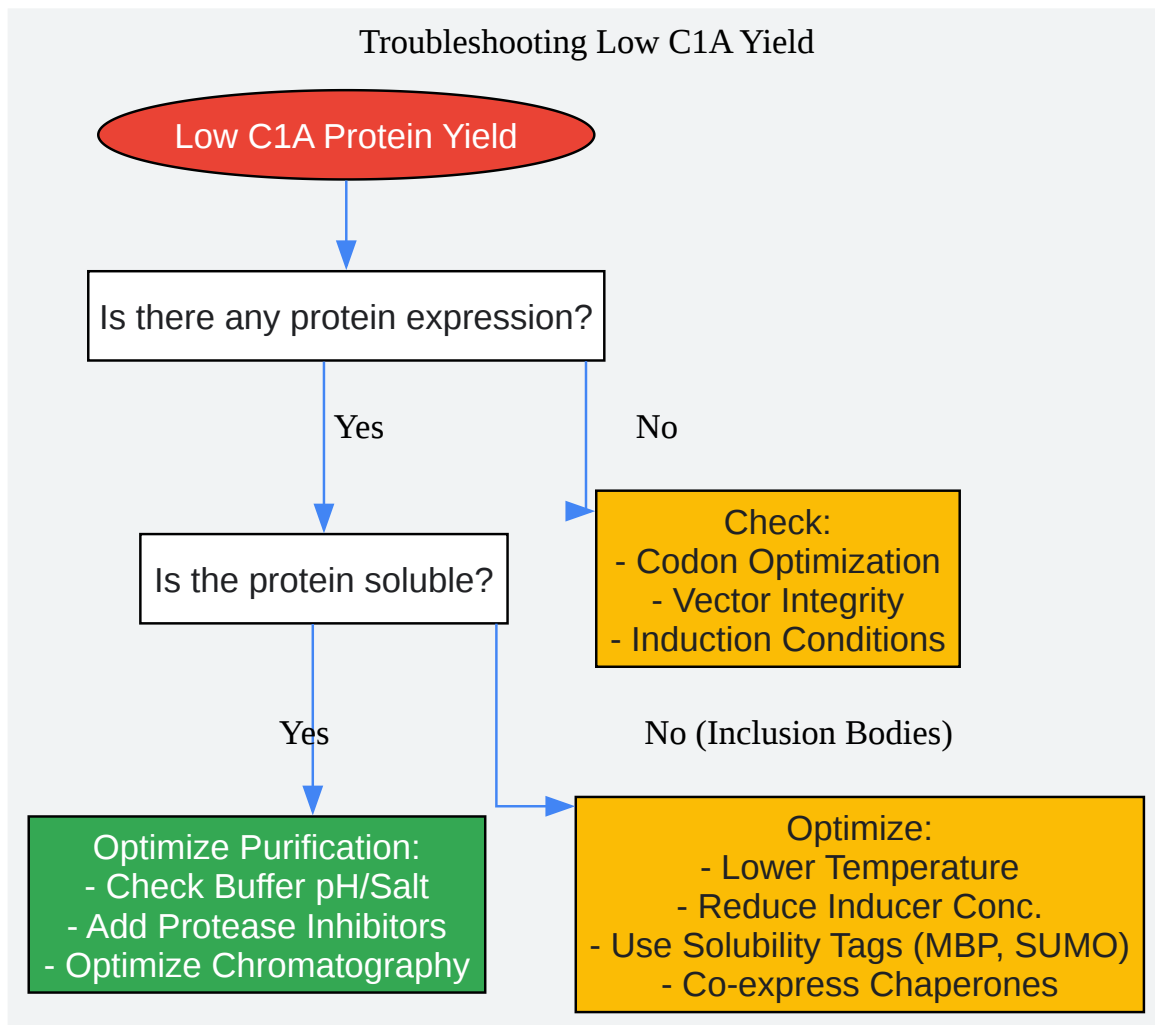 Troubleshooting Low C1A Yield
Low C1A Protein Yield
Is there any protein expression?
Yes
No
Check:
- Codon Optimization
- Vector Integrity
- Induction Conditions
Is the protein soluble?
Yes
No (Inclusion Bodies)
Optimize Purification:
- Check Buffer pH/Salt
- Add Protease Inhibitors
- Optimize Chromatography
Optimize:
- Lower Temperature
- Reduce Inducer Conc.
- Use Solubility Tags (MBP, SUMO)
- Co-express Chaperones